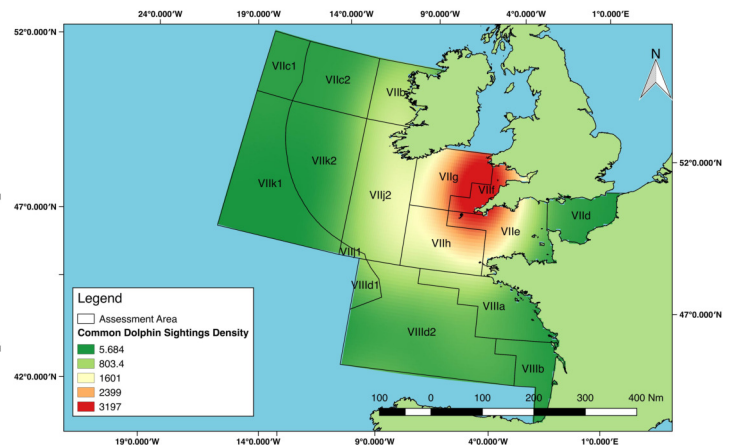 24°0.000'W 19°0.000'W 14°0.000'W 9°0.000'W 4°0.000'W 1°0.000'E
52°0.000'N
N
VIIc1
VIIc2
VIIb
52°0.000'N
VIIg
VIIf
VIIk2
VIIk1
VIIj2
47°0.000'N
VIId
VIIe
VIIh
VIIj1
VIIId1
Legend
Assessment Area
Common Dolphin Sightings Density
5.684
803.4
1601
2399
3197
VIIIa
47°0.000'N
VIIId2
VIIIb
42°0.000'N
100 0 100 200 300 400 Nm
19°0.000'W 14°0.000'W 9°0.000'W 4°0.000'W 1°0.000'E